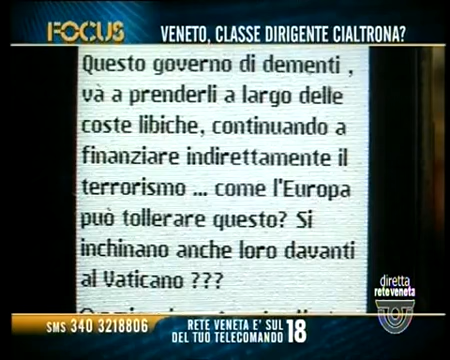 FOCUS
VENETO, CLASSE DIRIGENTE CIALTRONA?
Questo governo di dementi ,
và a prenderli a largo delle
coste libiche, continuando a
finanziare indirettamente il
terrorismo ... come l'Europa
può tollerare questo? Si
inchinano anche loro davanti
al Vaticano ???
diretta
reteveneta
SMS 340 3218806
RETE VENETA E' SUL
DEL TUO TELECOMANDO
18